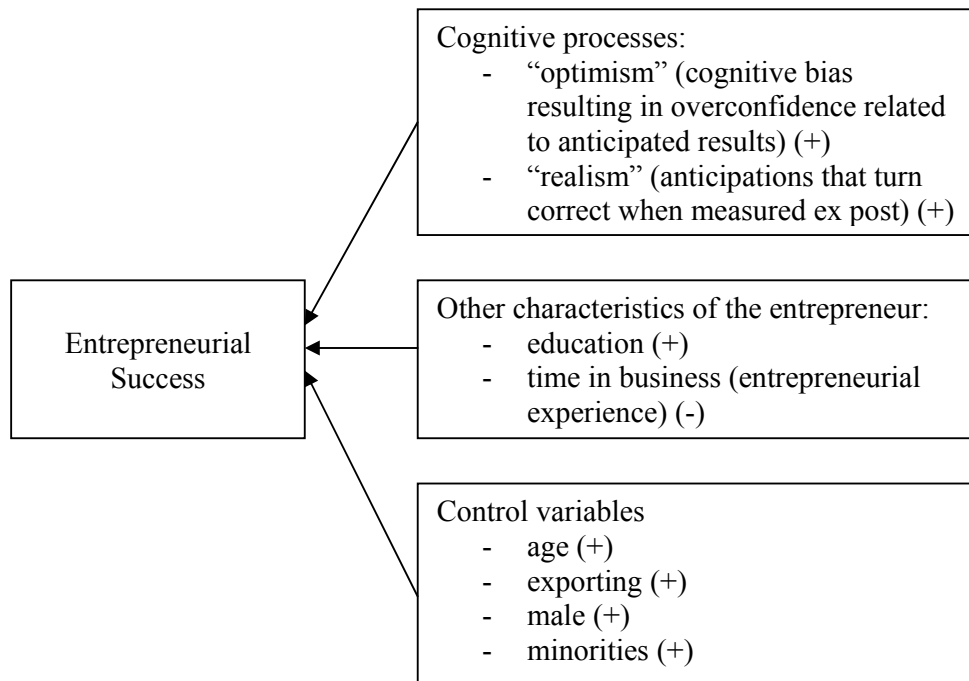 Cognitive processes:
- “optimism” (cognitive bias
resulting in overconfidence related
to anticipated results) (+)
- “realism” (anticipations that turn
correct when measured ex post) (+)
Entrepreneurial
Success
Other characteristics of the entrepreneur:
- education (+)
- time in business (entrepreneurial
experience) (-)
Control variables
- age (+)
- exporting (+)
- male (+)
- minorities (+)